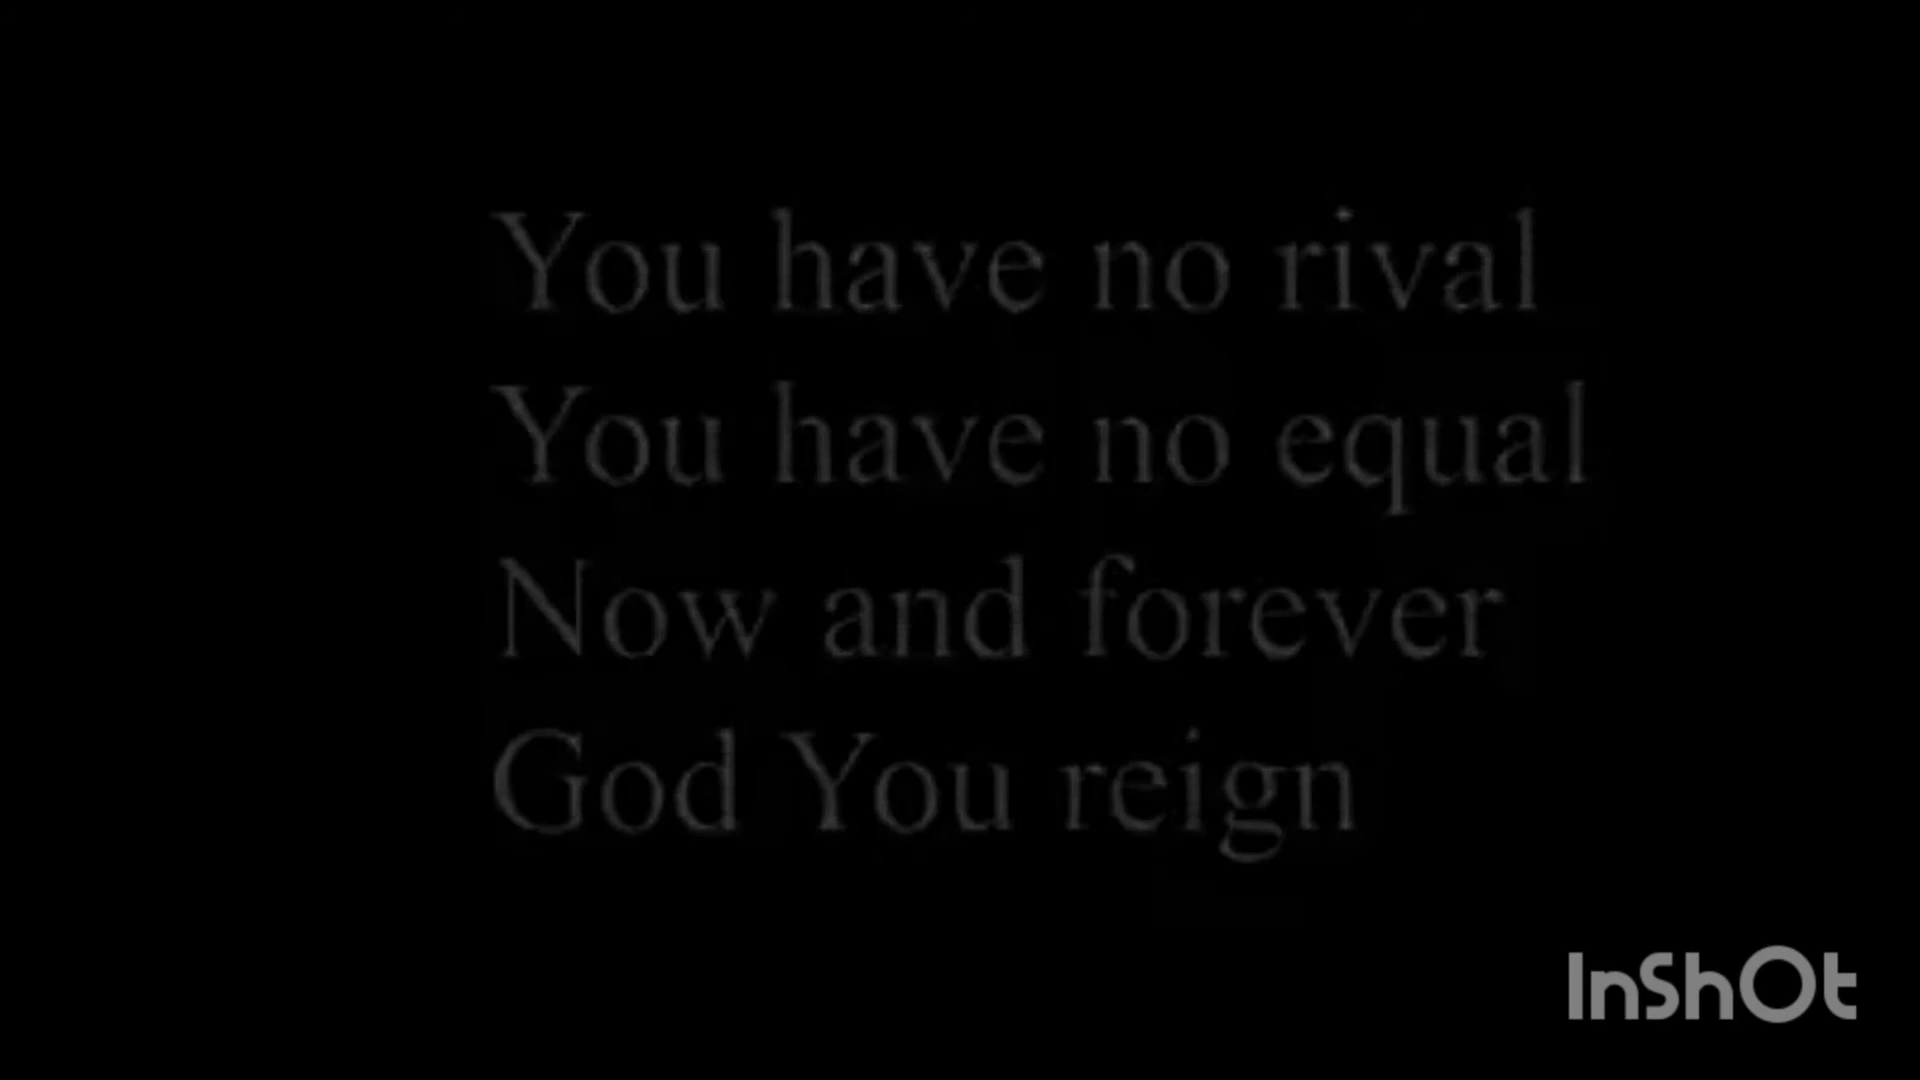 You have no rival
You have no equal
Now and forever
God You reign
InShOt